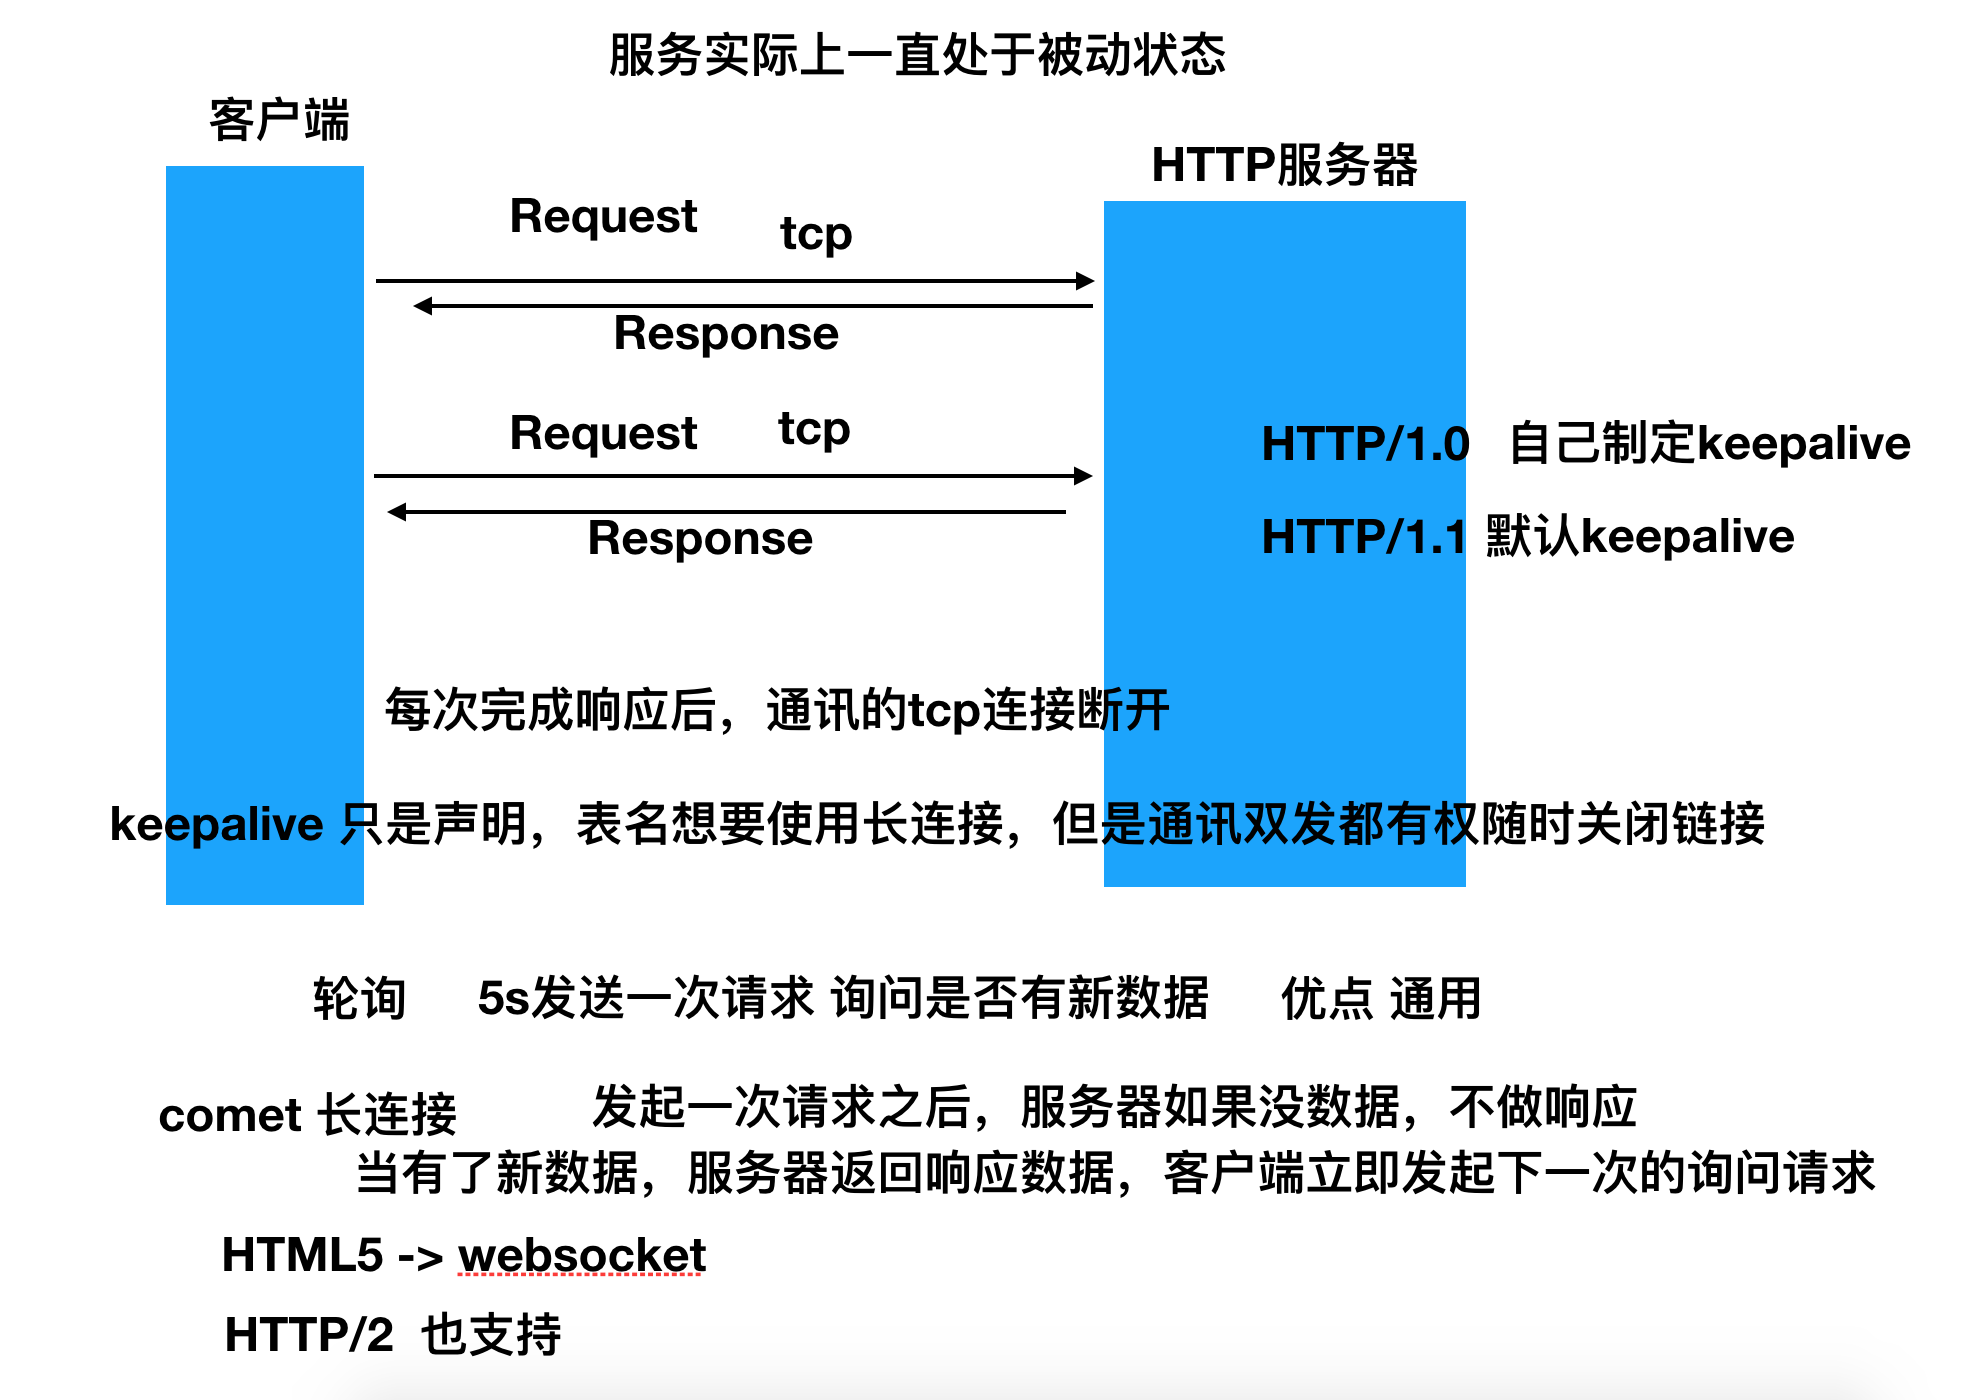 服务实际上一直处于被动状态
客户端
HTTP服务器
Request tcp
Response
Request tcp
HTTP/1.0 自己制定keepalive
Response
HTTP/1.1 默认keepalive
每次完成响应后，通讯的tcp连接断开
keepalive 只是声明，表名想要使用长连接，但是通讯双发都有权随时关闭链接
轮询 5s发送一次请求 询问是否有新数据 优点 通用
comet 长连接 发起一次请求之后，服务器如果没数据，不做响应
当有了新数据，服务器返回响应数据，客户端立即发起下一次的询问请求
HTML5 -> websocket
HTTP/2 也支持